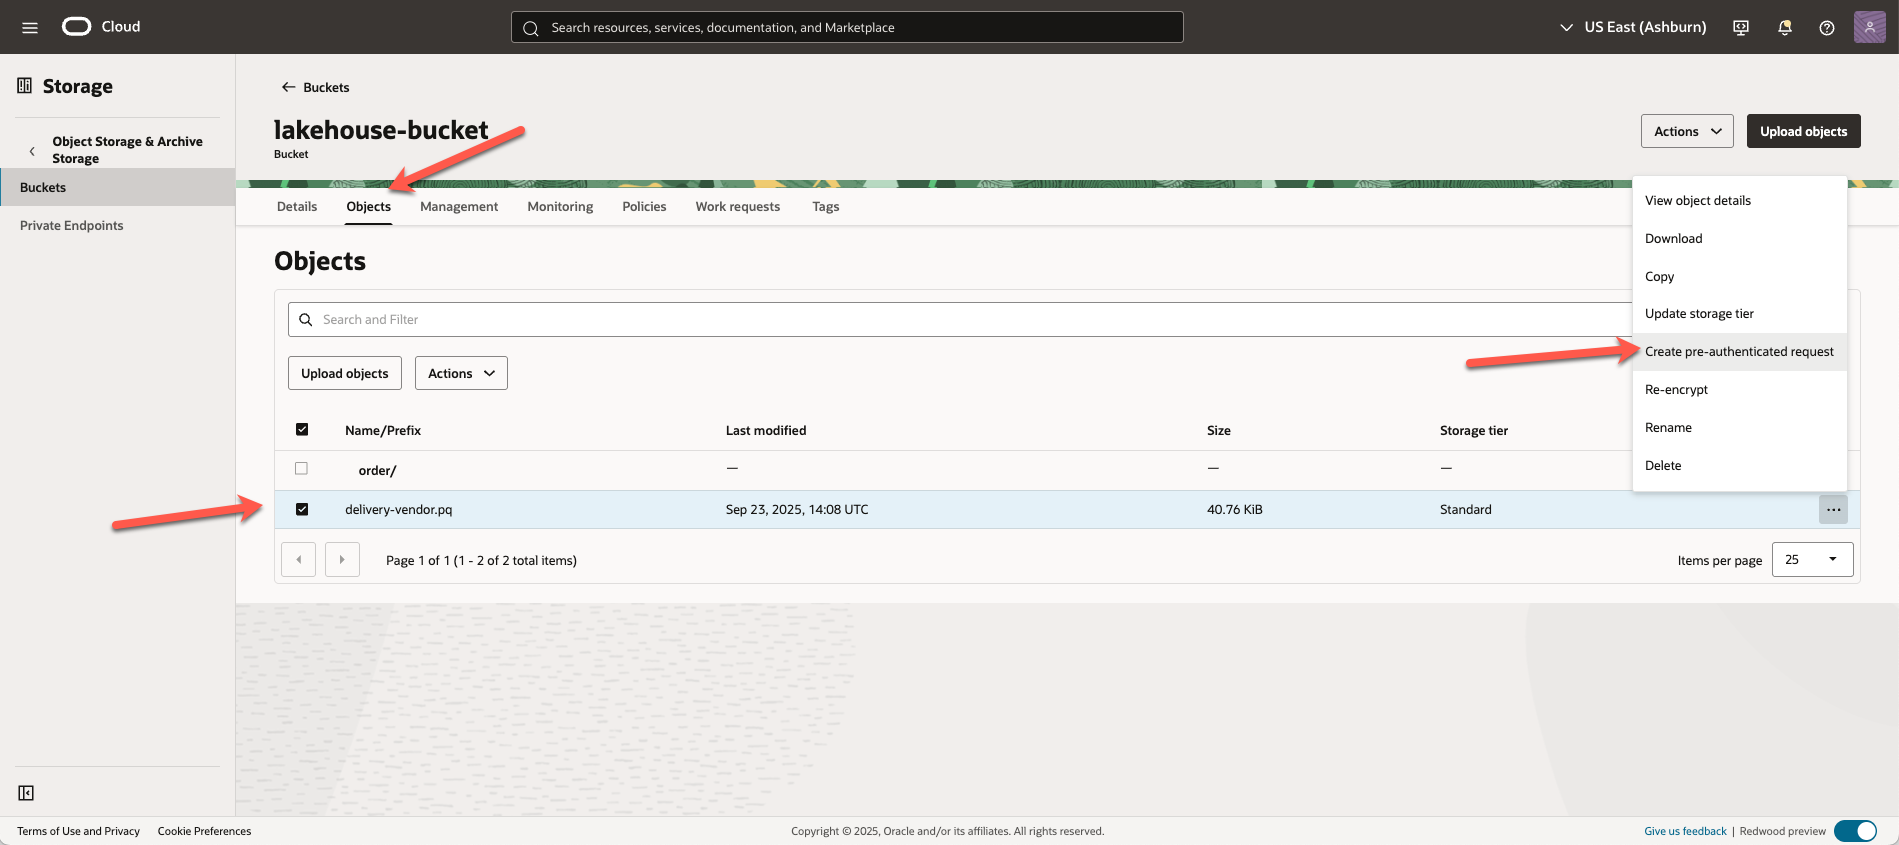 Cloud
Search resources, services, documentation, and Marketplace
US East (Ashburn)
Storage
Object Storage & Archive
Storage
Buckets
Private Endpoints
Buckets
lakehouse-bucket
Bucket
Actions
Upload objects
Details
Objects
Management
Monitoring
Policies
Work requests
Tags
View object details
Download
Copy
Update storage tier
Create pre-authenticated request
Re-encrypt
Rename
Delete
Objects
Search and Filter
Upload objects
Actions
Name/Prefix Last modified Size Storage tier
order/ — — —
delivery-vendor.pq Sep 23, 2025, 14:08 UTC 40.76 KiB Standard ...
Page 1 of 1 (1 - 2 of 2 total items)
Items per page 25
Terms of Use and Privacy Cookie Preferences
Copyright © 2025, Oracle and/or its affiliates. All rights reserved.
Give us feedback | Redwood preview